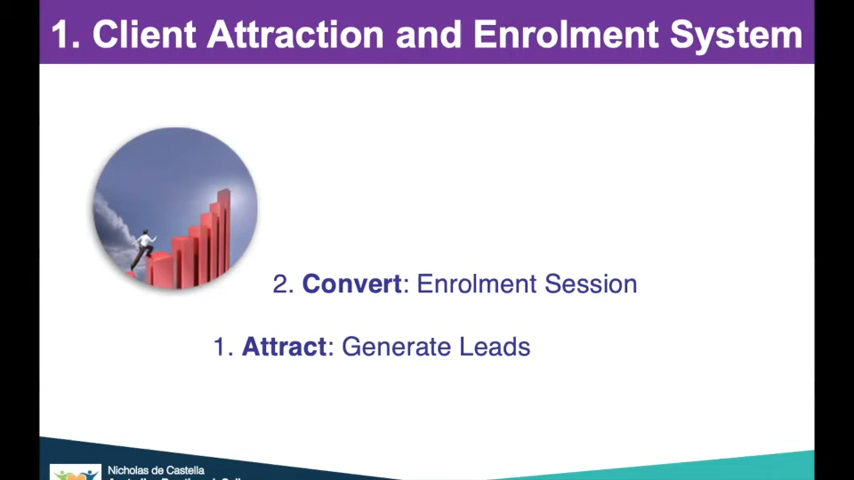 1. Client Attraction and Enrolment System
2. Convert: Enrolment Session
1. Attract: Generate Leads
Nicholas de Castella